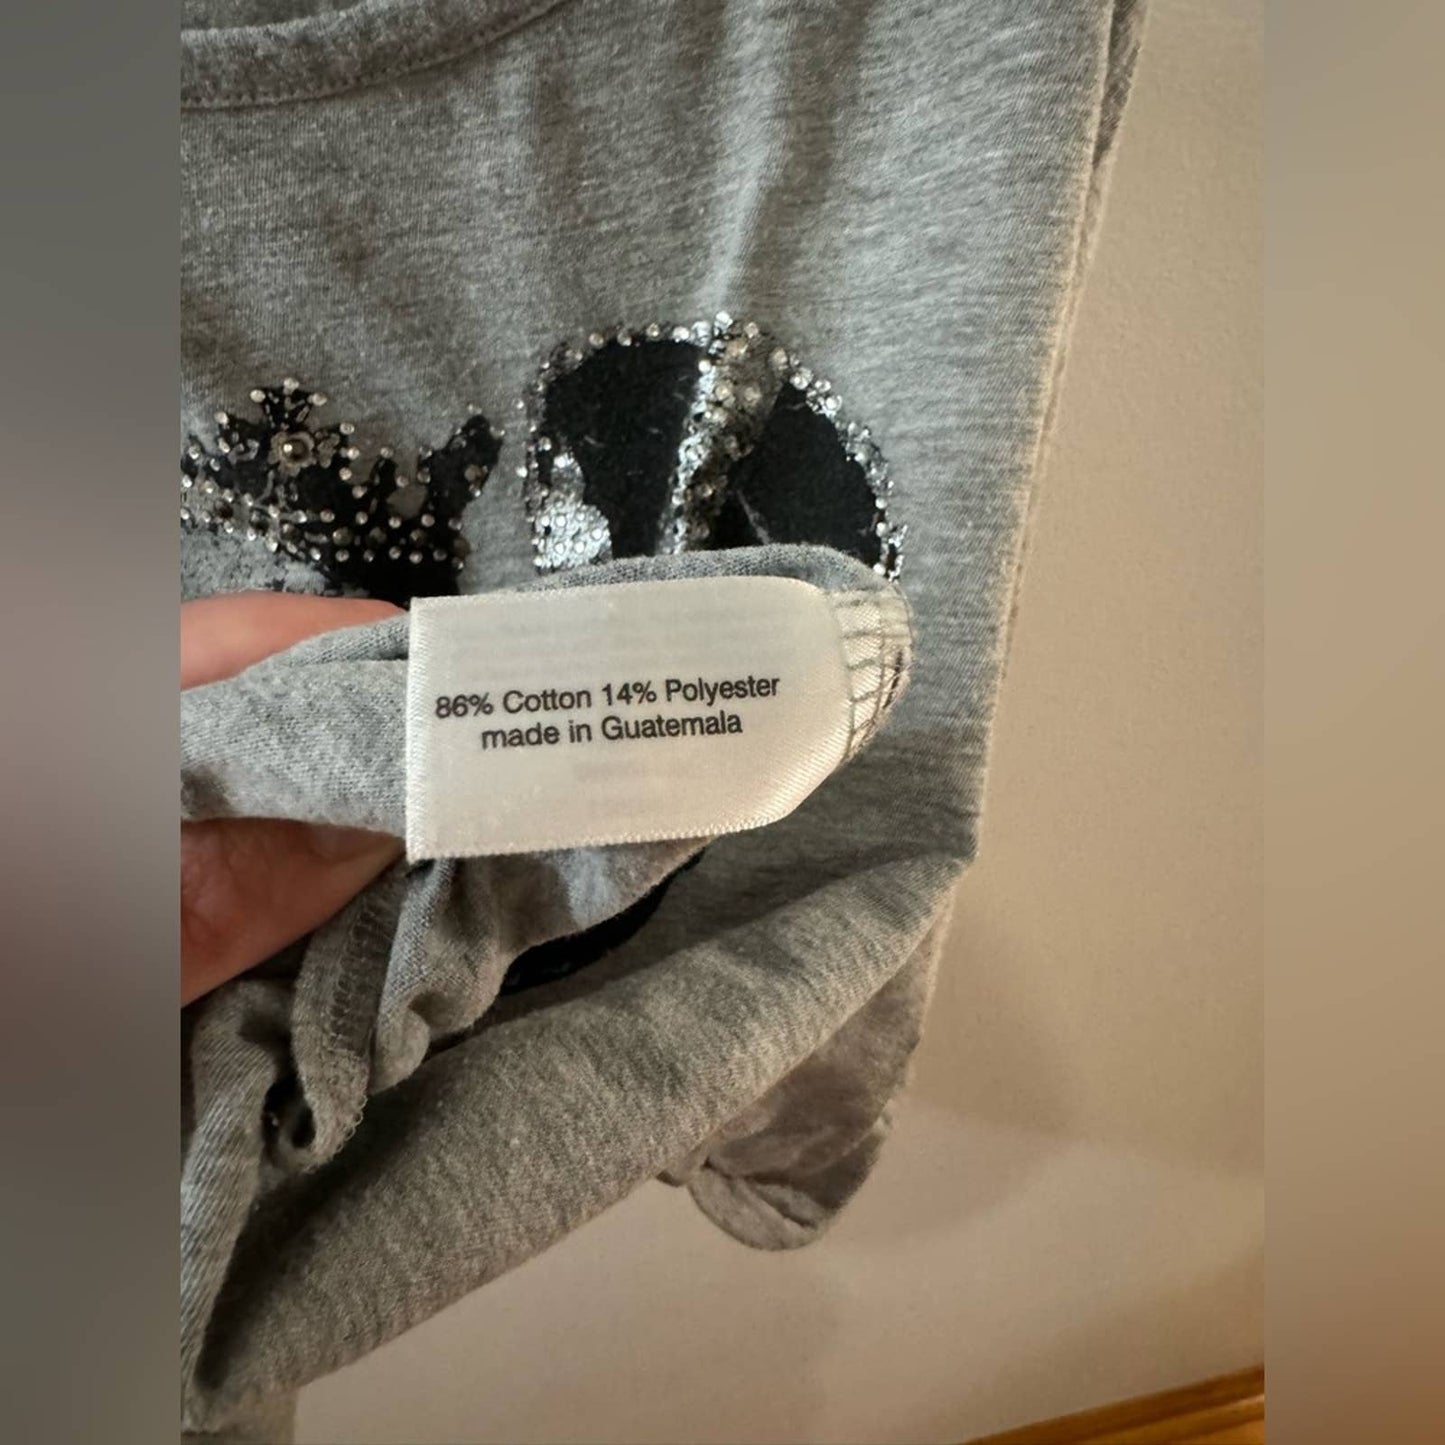 86% Cotton 14% Polyester
made in Guatemala